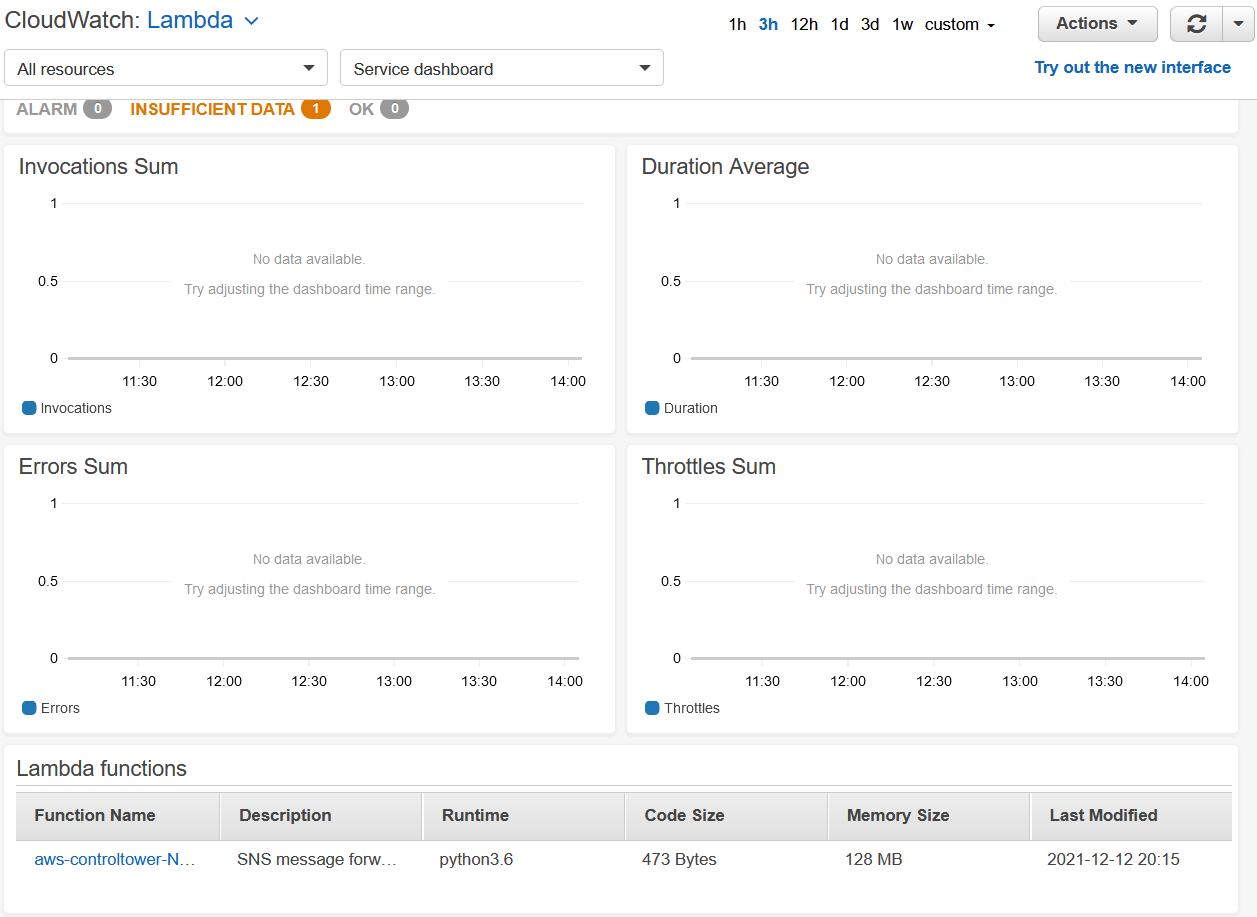 CloudWatch: Lambda
1h 3h 12h 1d 3d 1w custom
Actions
All resources
Service dashboard
Try out the new interface
ALARM 0 INSUFFICIENT DATA 1 OK 0
Invocations Sum
1
0.5
0
No data available.
Try adjusting the dashboard time range.
11:30 12:00 12:30 13:00 13:30 14:00
Invocations
Duration Average
1
0.5
0
No data available.
Try adjusting the dashboard time range.
11:30 12:00 12:30 13:00 13:30 14:00
Duration
Errors Sum
1
0.5
0
No data available.
Try adjusting the dashboard time range.
11:30 12:00 12:30 13:00 13:30 14:00
Errors
Throttles Sum
1
0.5
0
No data available.
Try adjusting the dashboard time range.
11:30 12:00 12:30 13:00 13:30 14:00
Throttles
Lambda functions
Function Name Description Runtime Code Size Memory Size Last Modified
aws-controltower-N... SNS message forw... python3.6 473 Bytes 128 MB 2021-12-12 20:15